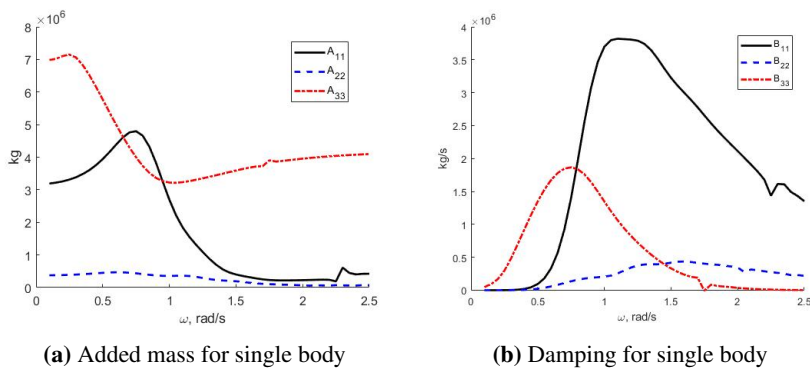 ×10⁶
8
7
6
5
4
3
2
1
0
kg
A₁₁
A₂₂
A₃₃
0 0.5 1 1.5 2 2.5
ω, rad/s
(a) Added mass for single body
×10⁶
4
3.5
3
2.5
2
1.5
1
0.5
0
kg/s
B₁₁
B₂₂
B₃₃
0 0.5 1 1.5 2 2.5
ω, rad/s
(b) Damping for single body